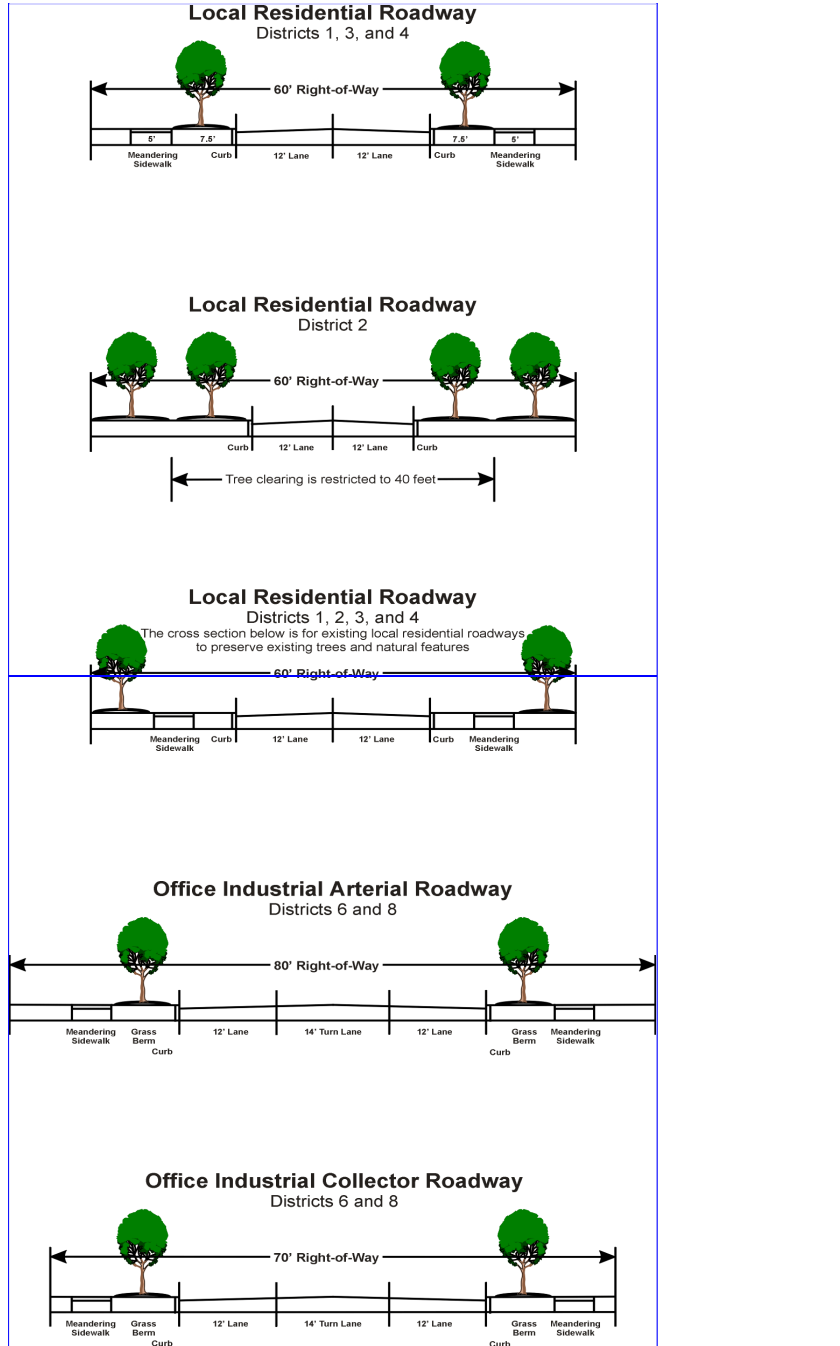 Local Residential Roadway
Districts 1, 3, and 4
60' Right-of-Way
5' 7.5' 7.5' 5'
Meandering Sidewalk Curb 12' Lane 12' Lane Curb Meandering Sidewalk
Local Residential Roadway
District 2
60' Right-of-Way
Curb 12' Lane 12' Lane Curb
Tree clearing is restricted to 40 feet
Local Residential Roadway
Districts 1, 2, 3, and 4
The cross section below is for existing local residential roadways
to preserve existing trees and natural features
60' Right-of-Way
Meandering Sidewalk Curb 12' Lane 12' Lane Curb Meandering Sidewalk
Office Industrial Arterial Roadway
Districts 6 and 8
80' Right-of-Way
Meandering Sidewalk Grass Berm 12' Lane 14' Turn Lane 12' Lane Grass Berm Meandering Sidewalk
Curb Curb
Office Industrial Collector Roadway
Districts 6 and 8
70' Right-of-Way
Meandering Sidewalk Grass Berm 12' Lane 14' Turn Lane 12' Lane Grass Berm Meandering Sidewalk
Curb Curb